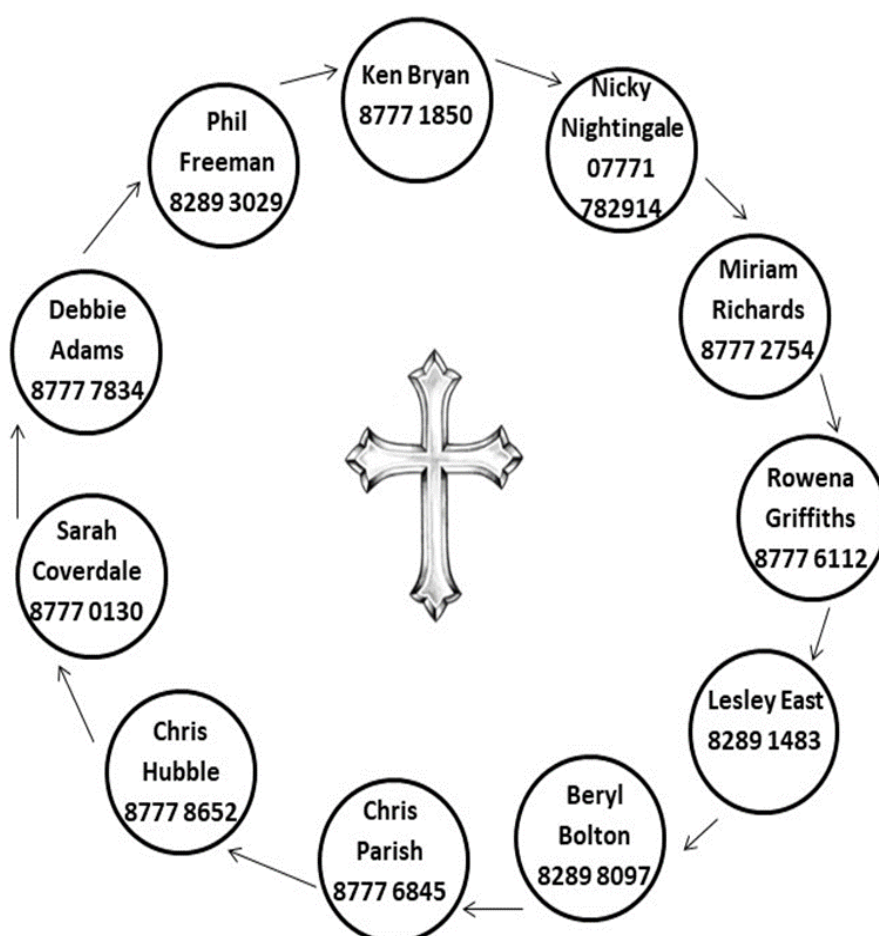 Ken Bryan
8777 1850
Nicky
Nightingale
07771
782914
Miriam
Richards
8777 2754
Rowena
Griffiths
8777 6112
Lesley East
8289 1483
Beryl
Bolton
8289 8097
Chris
Parish
8777 6845
Chris
Hubble
8777 8652
Sarah
Coverdale
8777 0130
Debbie
Adams
8777 7834
Phil
Freeman
8289 3029